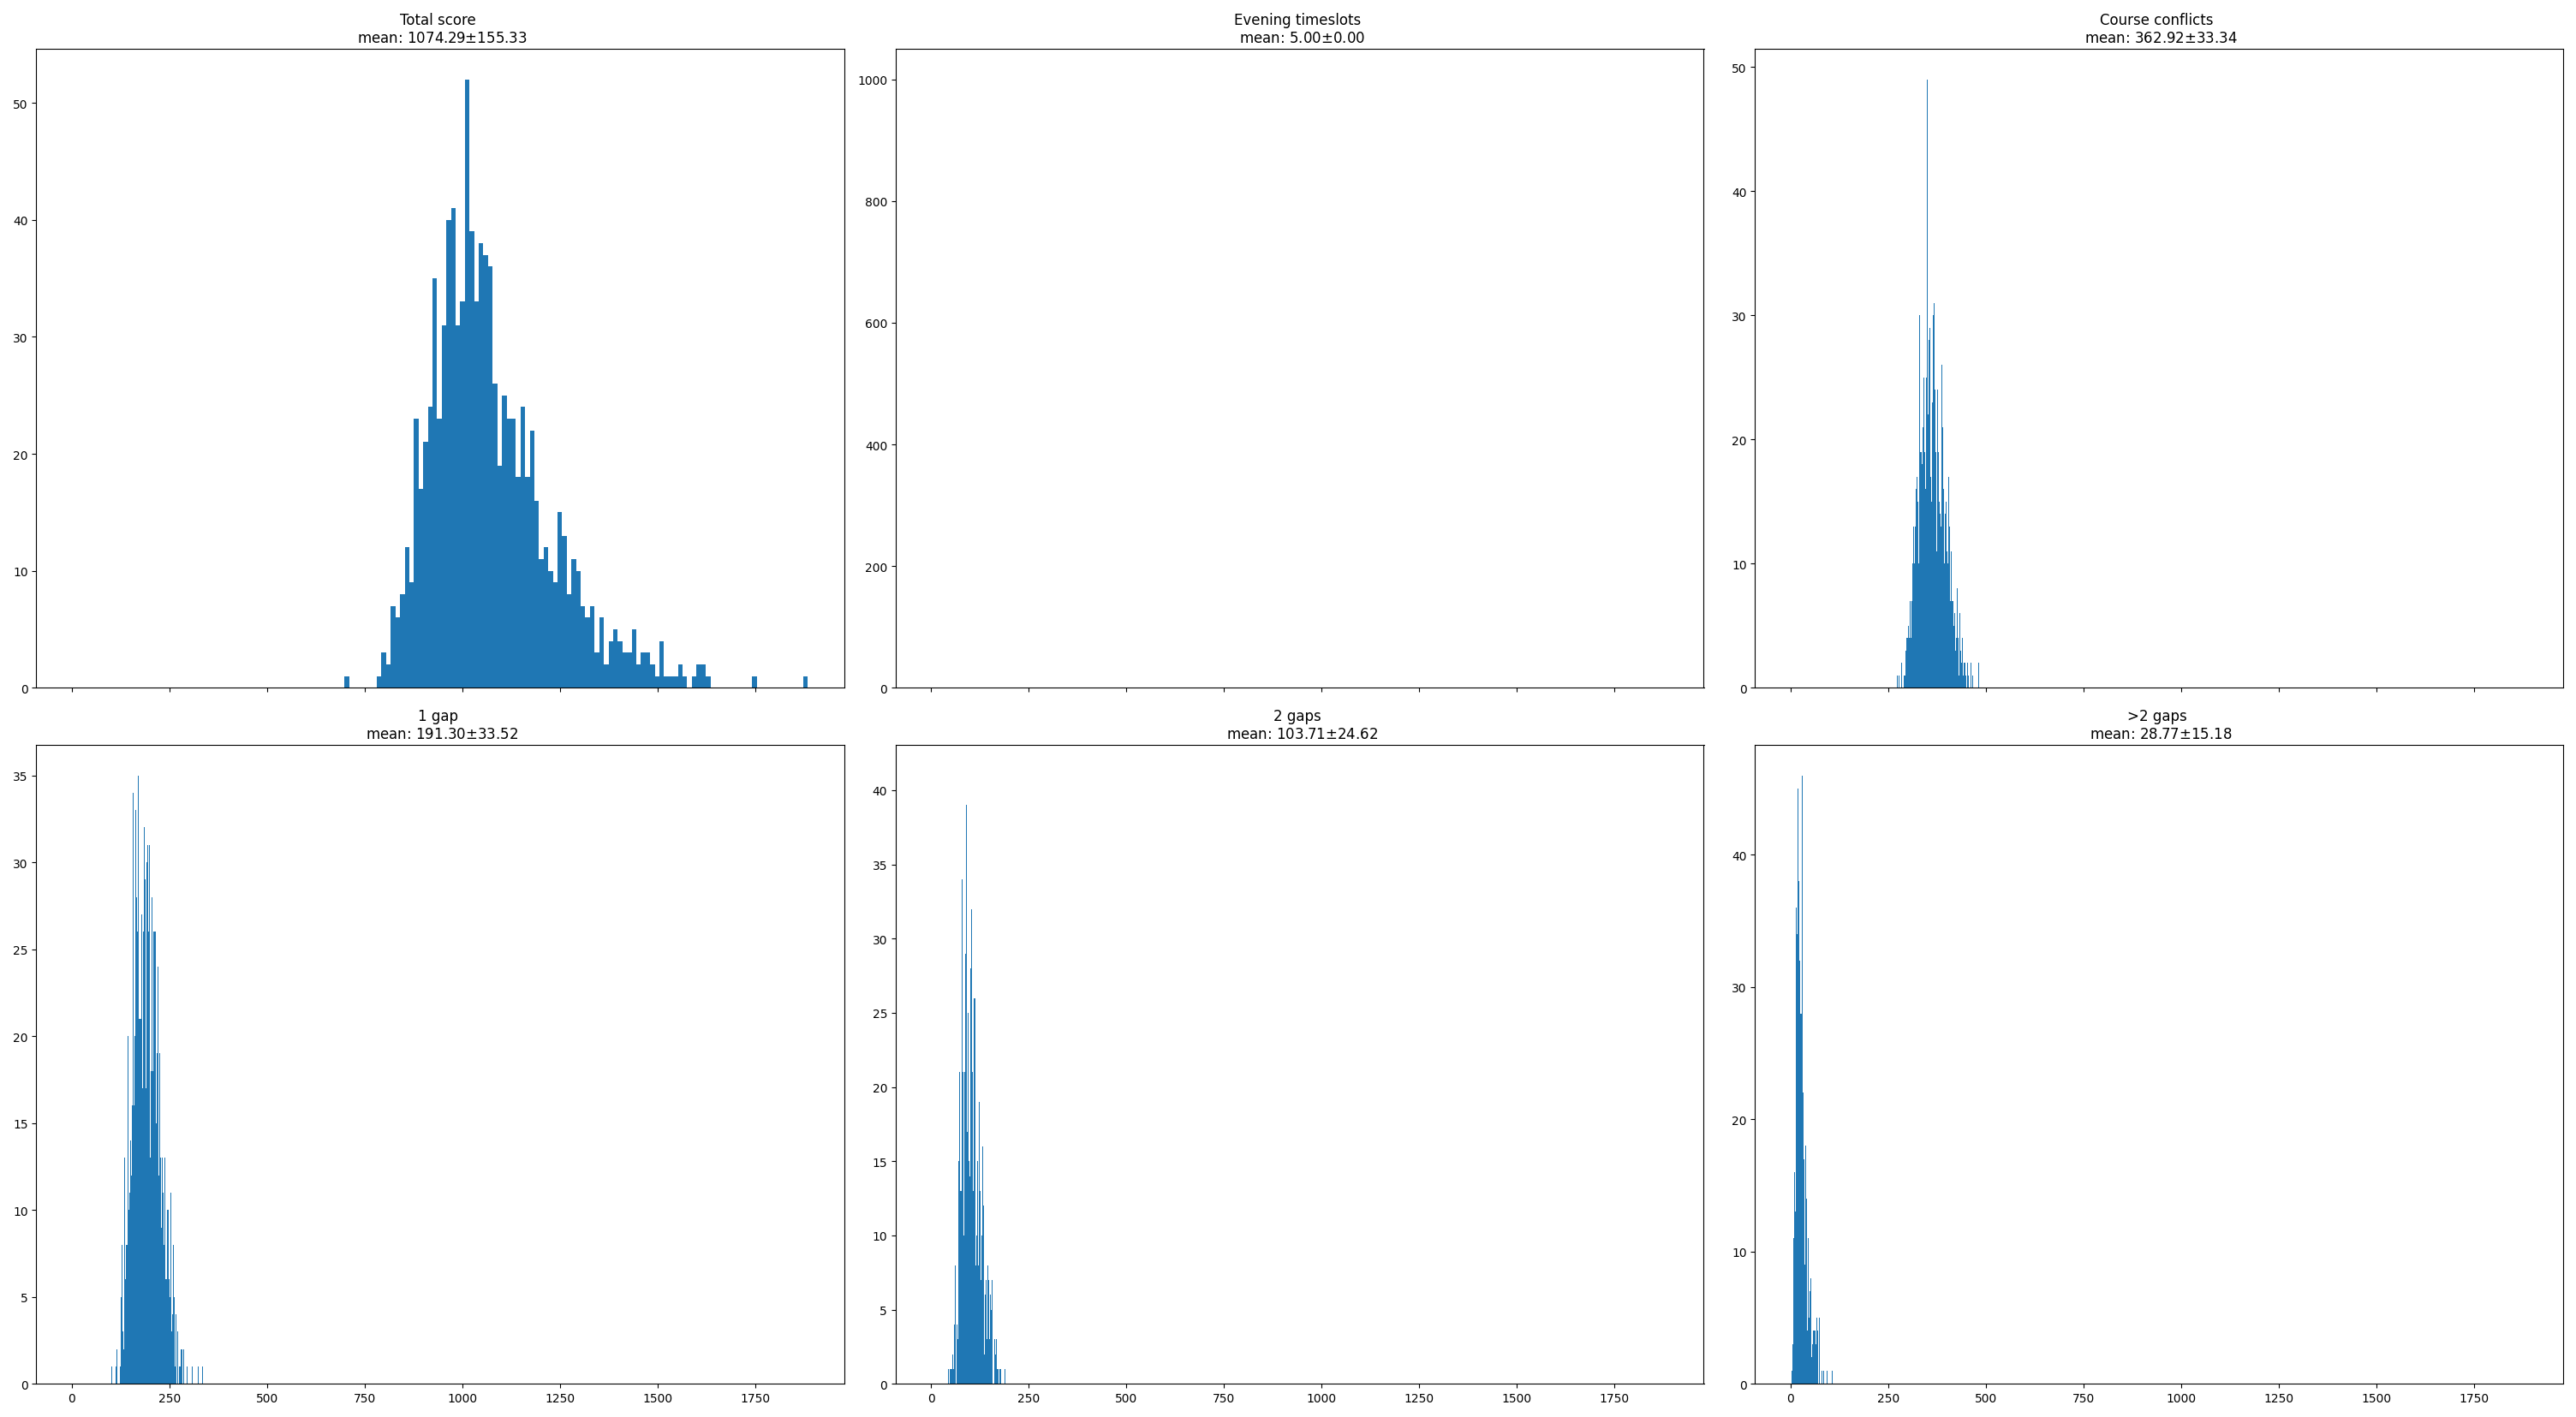 Total score
mean: 1074.29±155.33
Evening timeslots
mean: 5.00±0.00
Course conflicts
mean: 362.92±33.34
50
40
30
20
10
0
1000
800
600
400
200
0
50
40
30
20
10
0
1 gap
mean: 191.30±33.52
2 gaps
mean: 103.71±24.62
>2 gaps
mean: 28.77±15.18
35
30
25
20
15
10
5
0
40
35
30
25
20
15
10
5
0
40
30
20
10
0
0 250 500 750 1000 1250 1500 1750
0 250 500 750 1000 1250 1500 1750
0 250 500 750 1000 1250 1500 1750